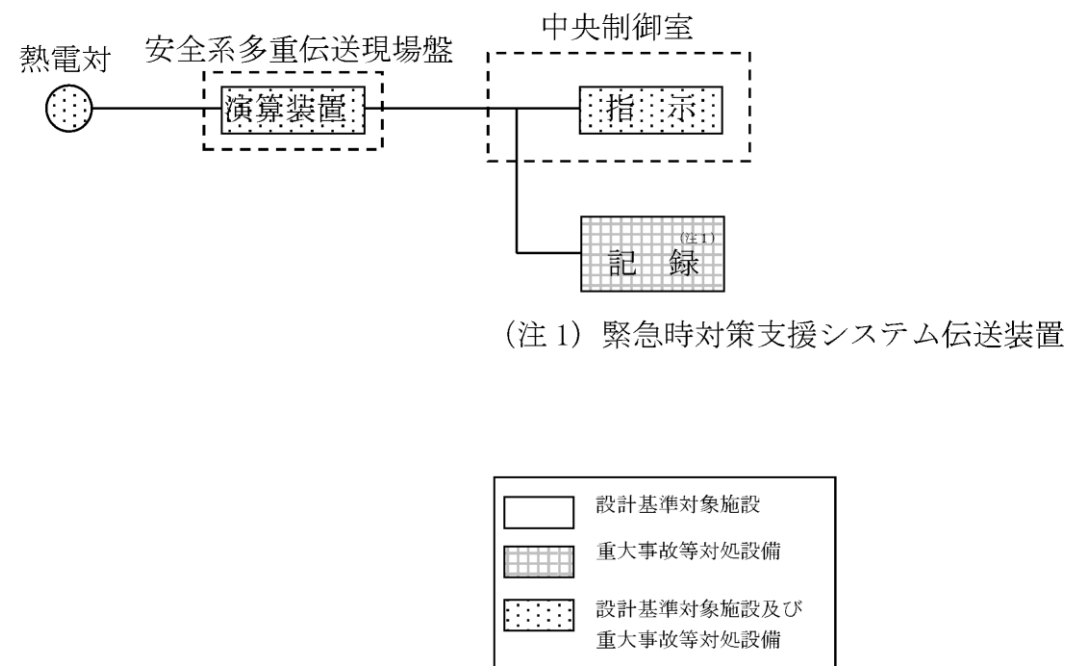 中央制御室
熱電対
安全系多重伝送現場盤
演算装置
指 示
(注1)
記 録
(注1) 緊急時対策支援システム伝送装置
設計基準対象施設
重大事故等対処設備
設計基準対象施設及び
重大事故等対処設備